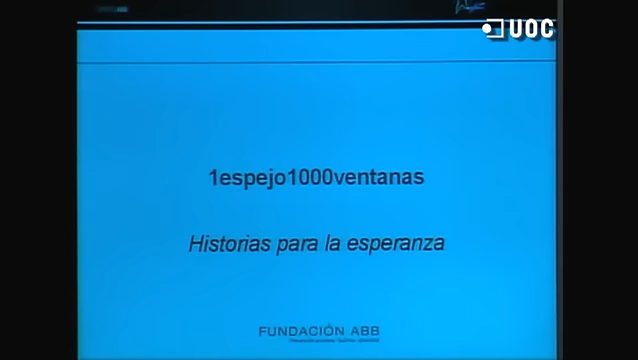 UOC
1espejo1000ventanas
Historias para la esperanza
FUNDACIÓN ABB